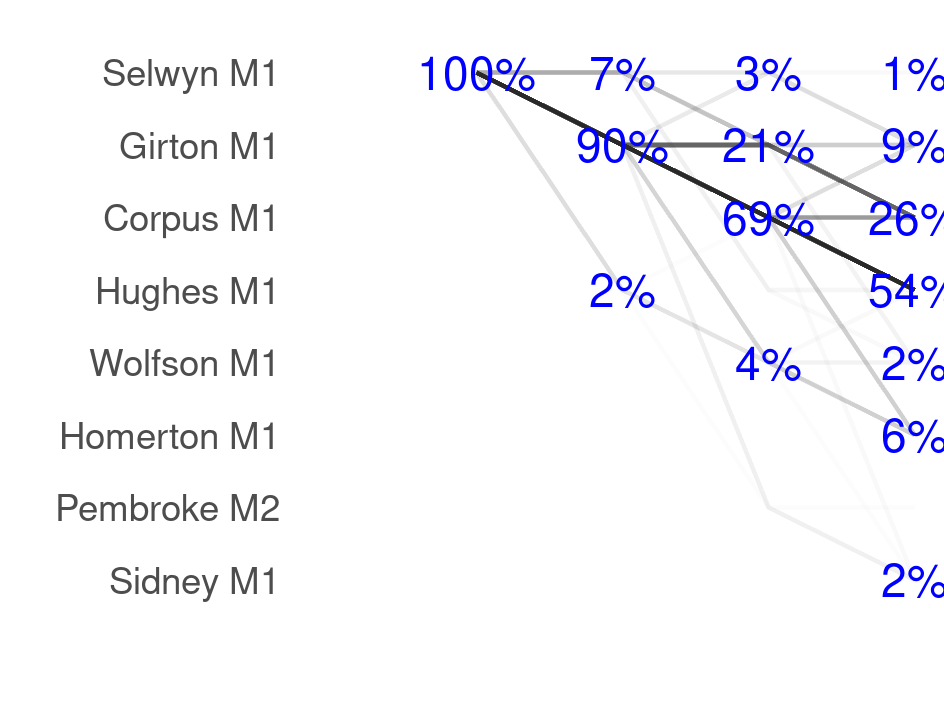 Selwyn M1 100% 7% 3% 1%
Girton M1 90% 21% 9%
Corpus M1 69% 26%
Hughes M1 2% 54%
Wolfson M1 4% 2%
Homerton M1 6%
Pembroke M2
Sidney M1 2%